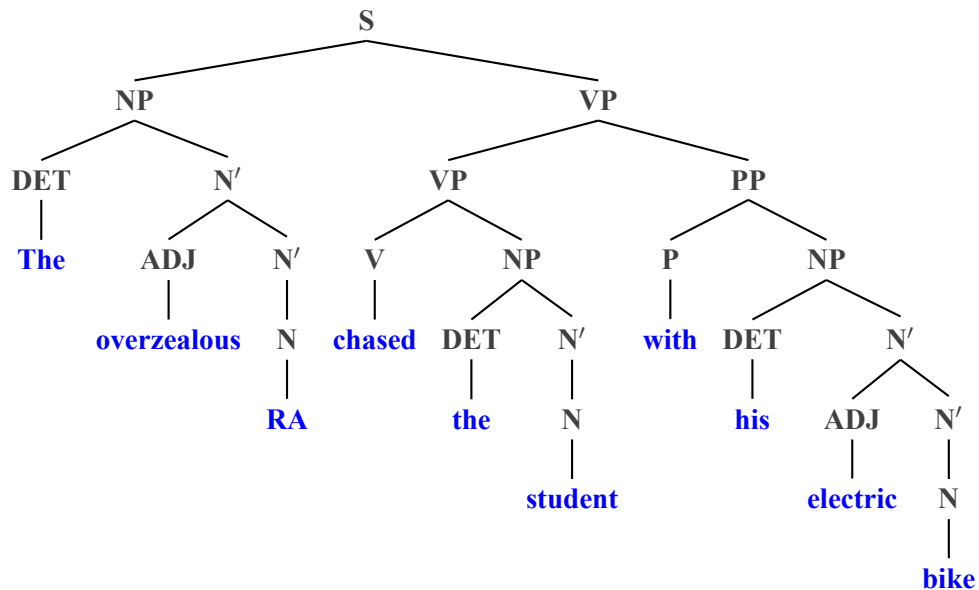 S
NP VP
DET N′ VP PP
The ADJ N′ V NP P NP
overzealous N chased DET N′ with DET N′
RA the N his ADJ N′
student electric N
bike